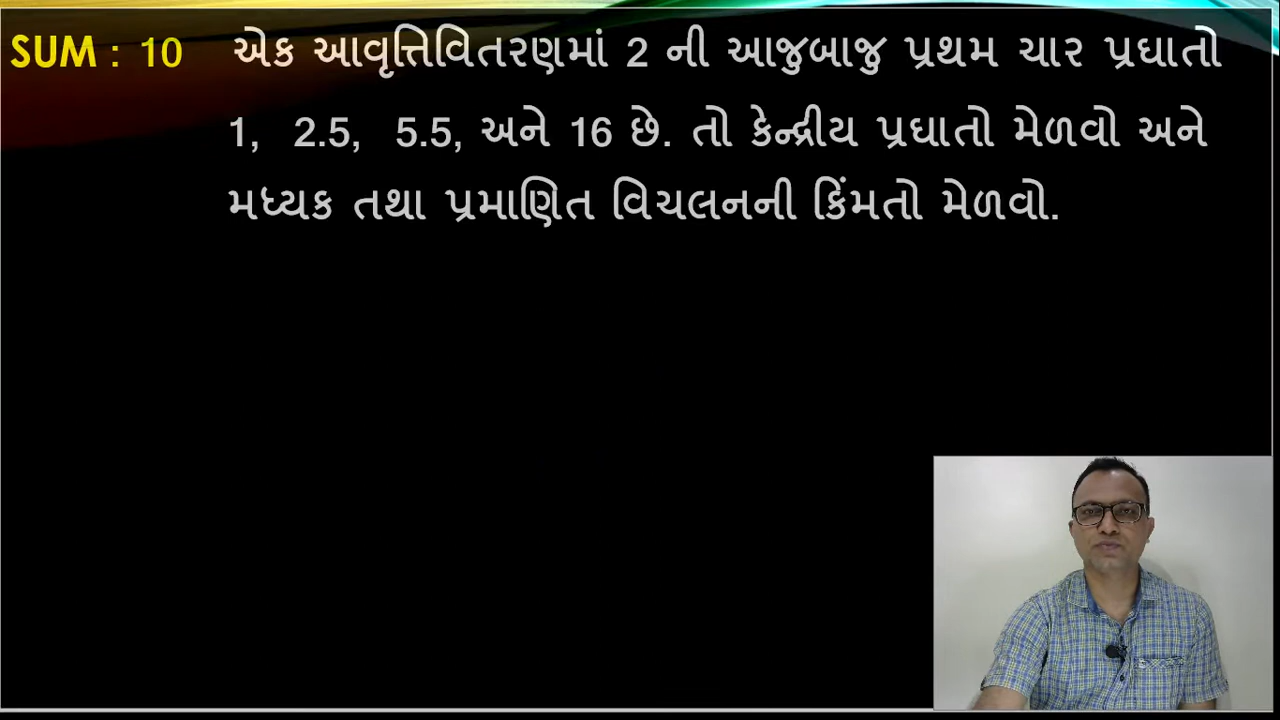 SUM : 10 એક આવૃત્તિવિતરણમાં 2 ની આજુબાજુ પ્રથમ ચાર પ્રઘાતો
1, 2.5, 5.5, અને 16 છે. તો કેન્દ્રીય પ્રઘાતો મેળવો અને
મધ્યક તથા પ્રમાણિત વિચલનની કિંમતો મેળવો.